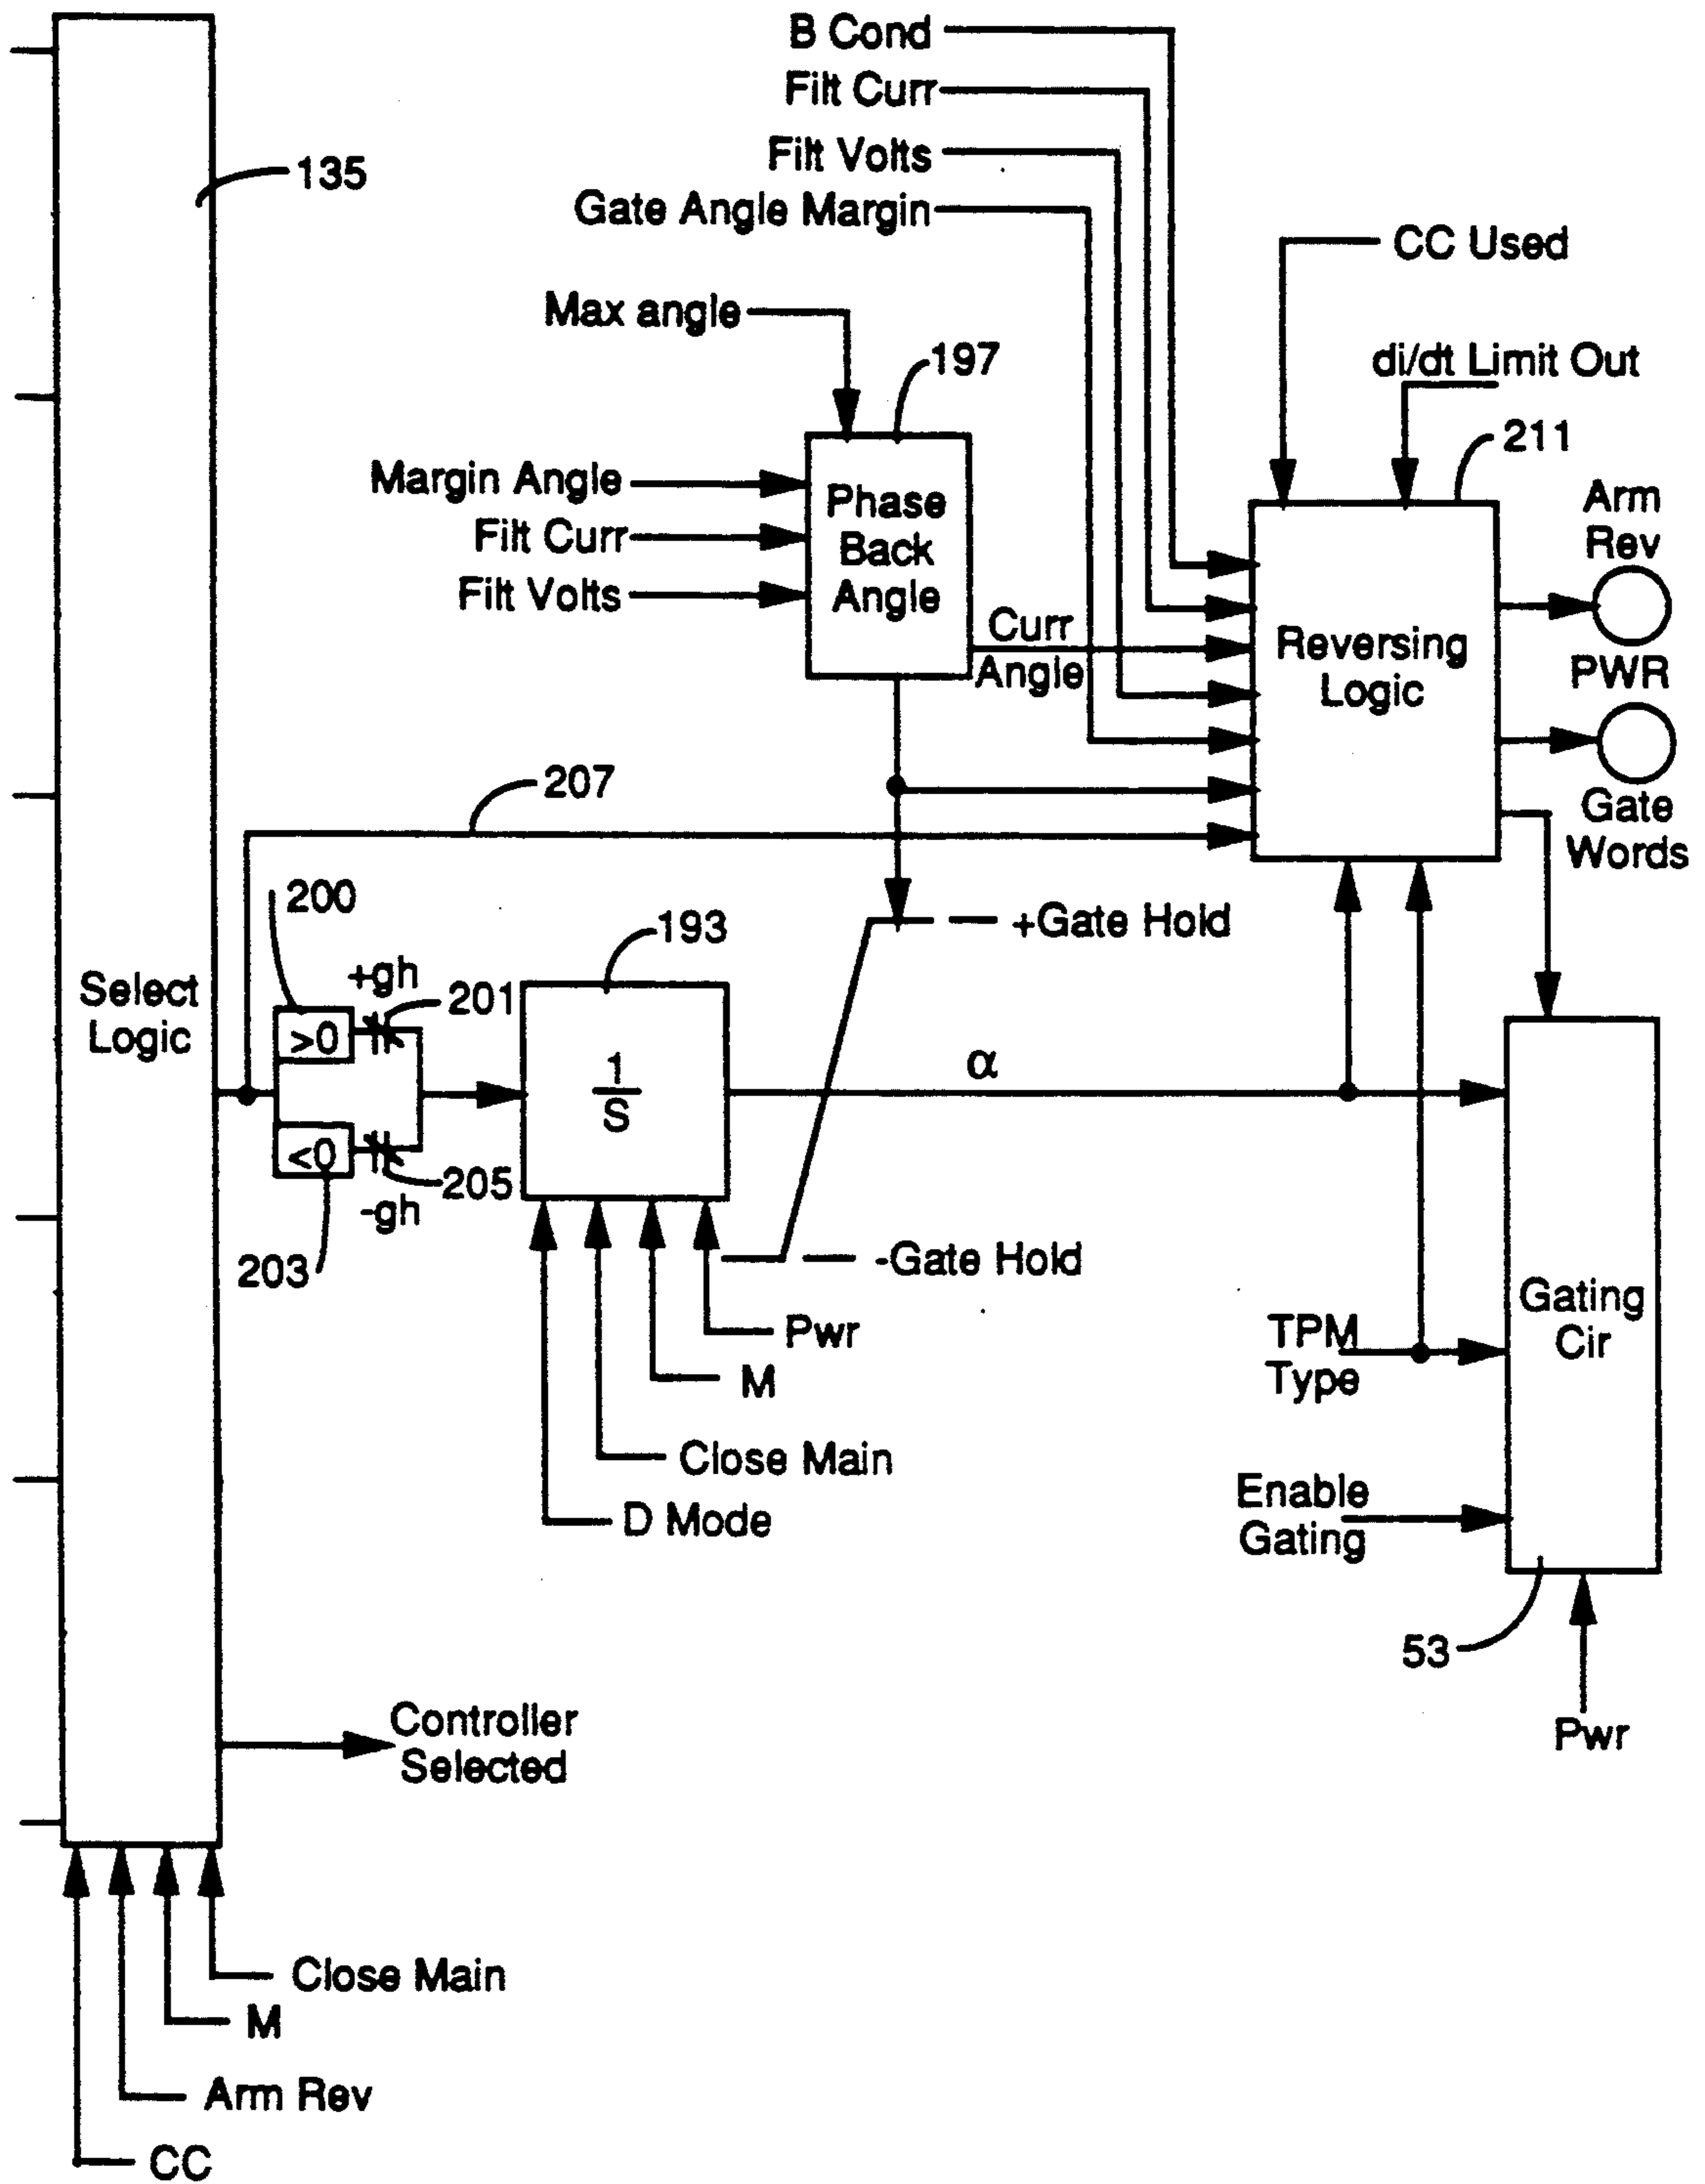 B Cond
Filt Curr
Filt Volts
Gate Angle Margin
135
CC Used
Max angle
197
di/dt Limit Out
211
Margin Angle
Filt Curr
Filt Volts
Phase
Back
Angle
Curr
Angle
Reversing
Logic
Arm
Rev
PWR
Gate
Words
207
200
193
+Gate Hold
+gh
201
Select
Logic
>0
1
S
α
<0
205
-gh
203
-Gate Hold
Pwr
M
Close Main
D Mode
TPM
Type
Gating
Cir
Enable
Gating
53
Pwr
Controller
Selected
Close Main
M
Arm Rev
CC